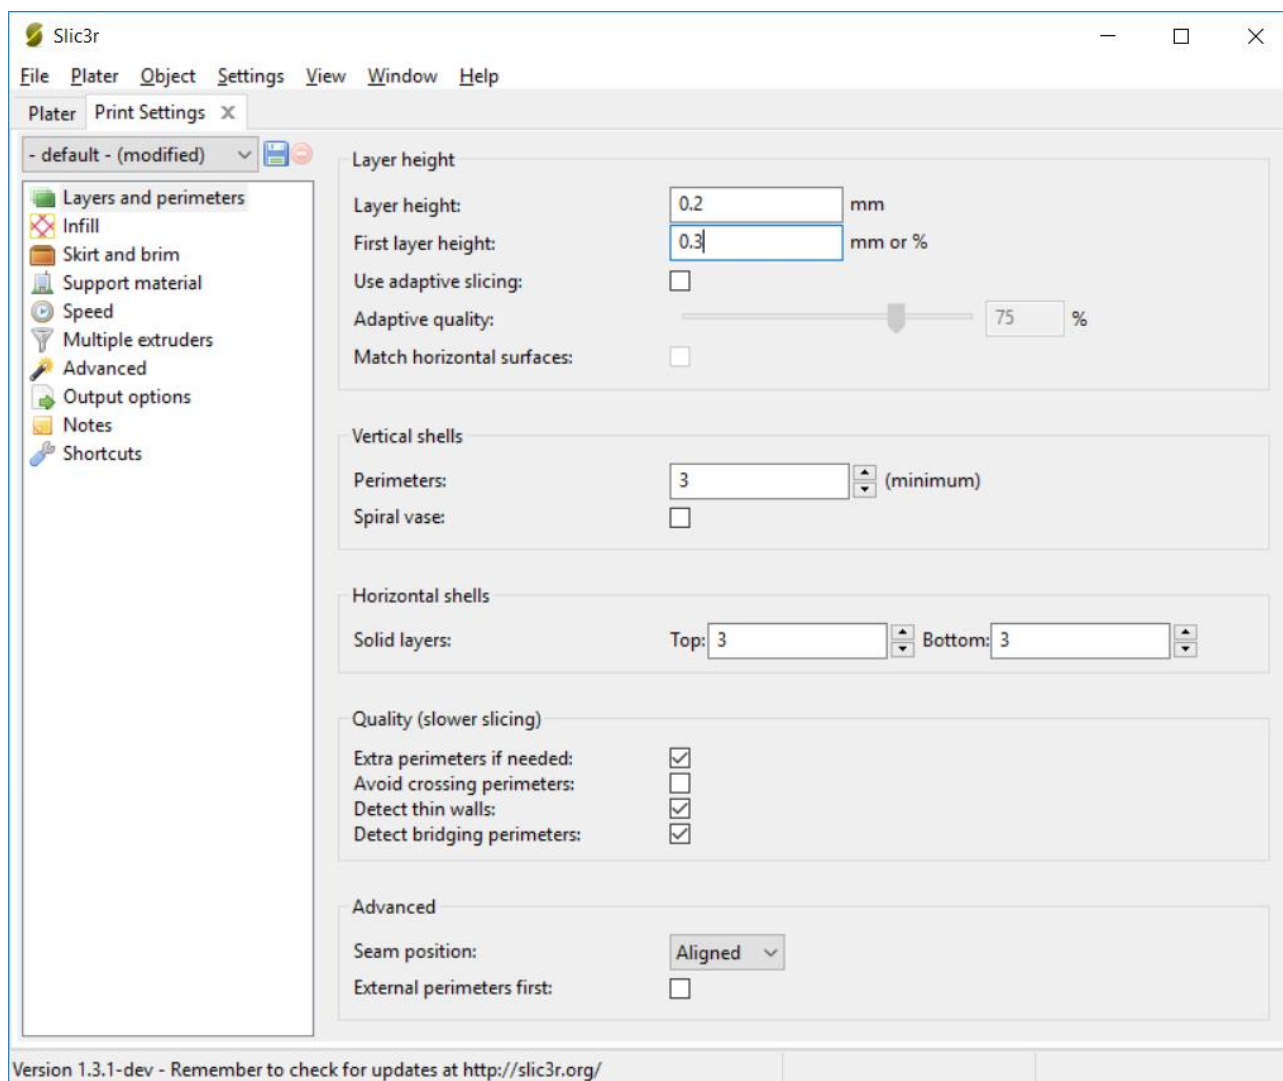 Slic3r
File Plater Object Settings View Window Help
Plater Print Settings
- default - (modified)
Layers and perimeters
Infill
Skirt and brim
Support material
Speed
Multiple extruders
Advanced
Output options
Notes
Shortcuts
Layer height
Layer height: 0.2 mm
First layer height: 0.3 mm or %
Use adaptive slicing:
Adaptive quality: 75 %
Match horizontal surfaces:
Vertical shells
Perimeters: 3 (minimum)
Spiral vase:
Horizontal shells
Solid layers: Top: 3 Bottom: 3
Quality (slower slicing)
Extra perimeters if needed:
Avoid crossing perimeters:
Detect thin walls:
Detect bridging perimeters:
Advanced
Seam position: Aligned
External perimeters first:
Version 1.3.1-dev - Remember to check for updates at http://slic3r.org/